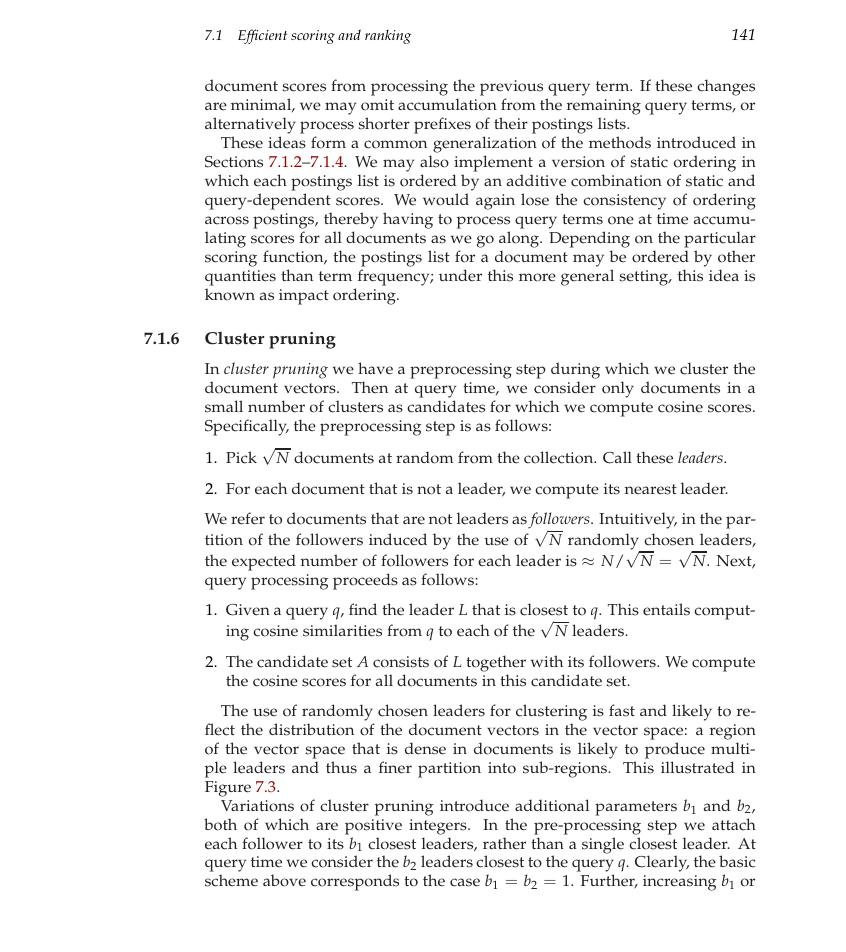 7.1 Efficient scoring and ranking 141
document scores from processing the previous query term. If these changes
are minimal, we may omit accumulation from the remaining query terms, or
alternatively process shorter prefixes of their postings lists.
These ideas form a common generalization of the methods introduced in
Sections 7.1.2–7.1.4. We may also implement a version of static ordering in
which each postings list is ordered by an additive combination of static and
query-dependent scores. We would again lose the consistency of ordering
across postings, thereby having to process query terms one at time accumu-
lating scores for all documents as we go along. Depending on the particular
scoring function, the postings list for a document may be ordered by other
quantities than term frequency; under this more general setting, this idea is
known as impact ordering.
7.1.6 Cluster pruning
In cluster pruning we have a preprocessing step during which we cluster the
document vectors. Then at query time, we consider only documents in a
small number of clusters as candidates for which we compute cosine scores.
Specifically, the preprocessing step is as follows:
1. Pick √N documents at random from the collection. Call these leaders.
2. For each document that is not a leader, we compute its nearest leader.
We refer to documents that are not leaders as followers. Intuitively, in the par-
tition of the followers induced by the use of √N randomly chosen leaders,
the expected number of followers for each leader is ≈ N/√N = √N. Next,
query processing proceeds as follows:
1. Given a query q, find the leader L that is closest to q. This entails comput-
ing cosine similarities from q to each of the √N leaders.
2. The candidate set A consists of L together with its followers. We compute
the cosine scores for all documents in this candidate set.
The use of randomly chosen leaders for clustering is fast and likely to re-
flect the distribution of the document vectors in the vector space: a region
of the vector space that is dense in documents is likely to produce multi-
ple leaders and thus a finer partition into sub-regions. This illustrated in
Figure 7.3.
Variations of cluster pruning introduce additional parameters b₁ and b₂,
both of which are positive integers. In the pre-processing step we attach
each follower to its b₁ closest leaders, rather than a single closest leader. At
query time we consider the b₂ leaders closest to the query q. Clearly, the basic
scheme above corresponds to the case b₁ = b₂ = 1. Further, increasing b₁ or